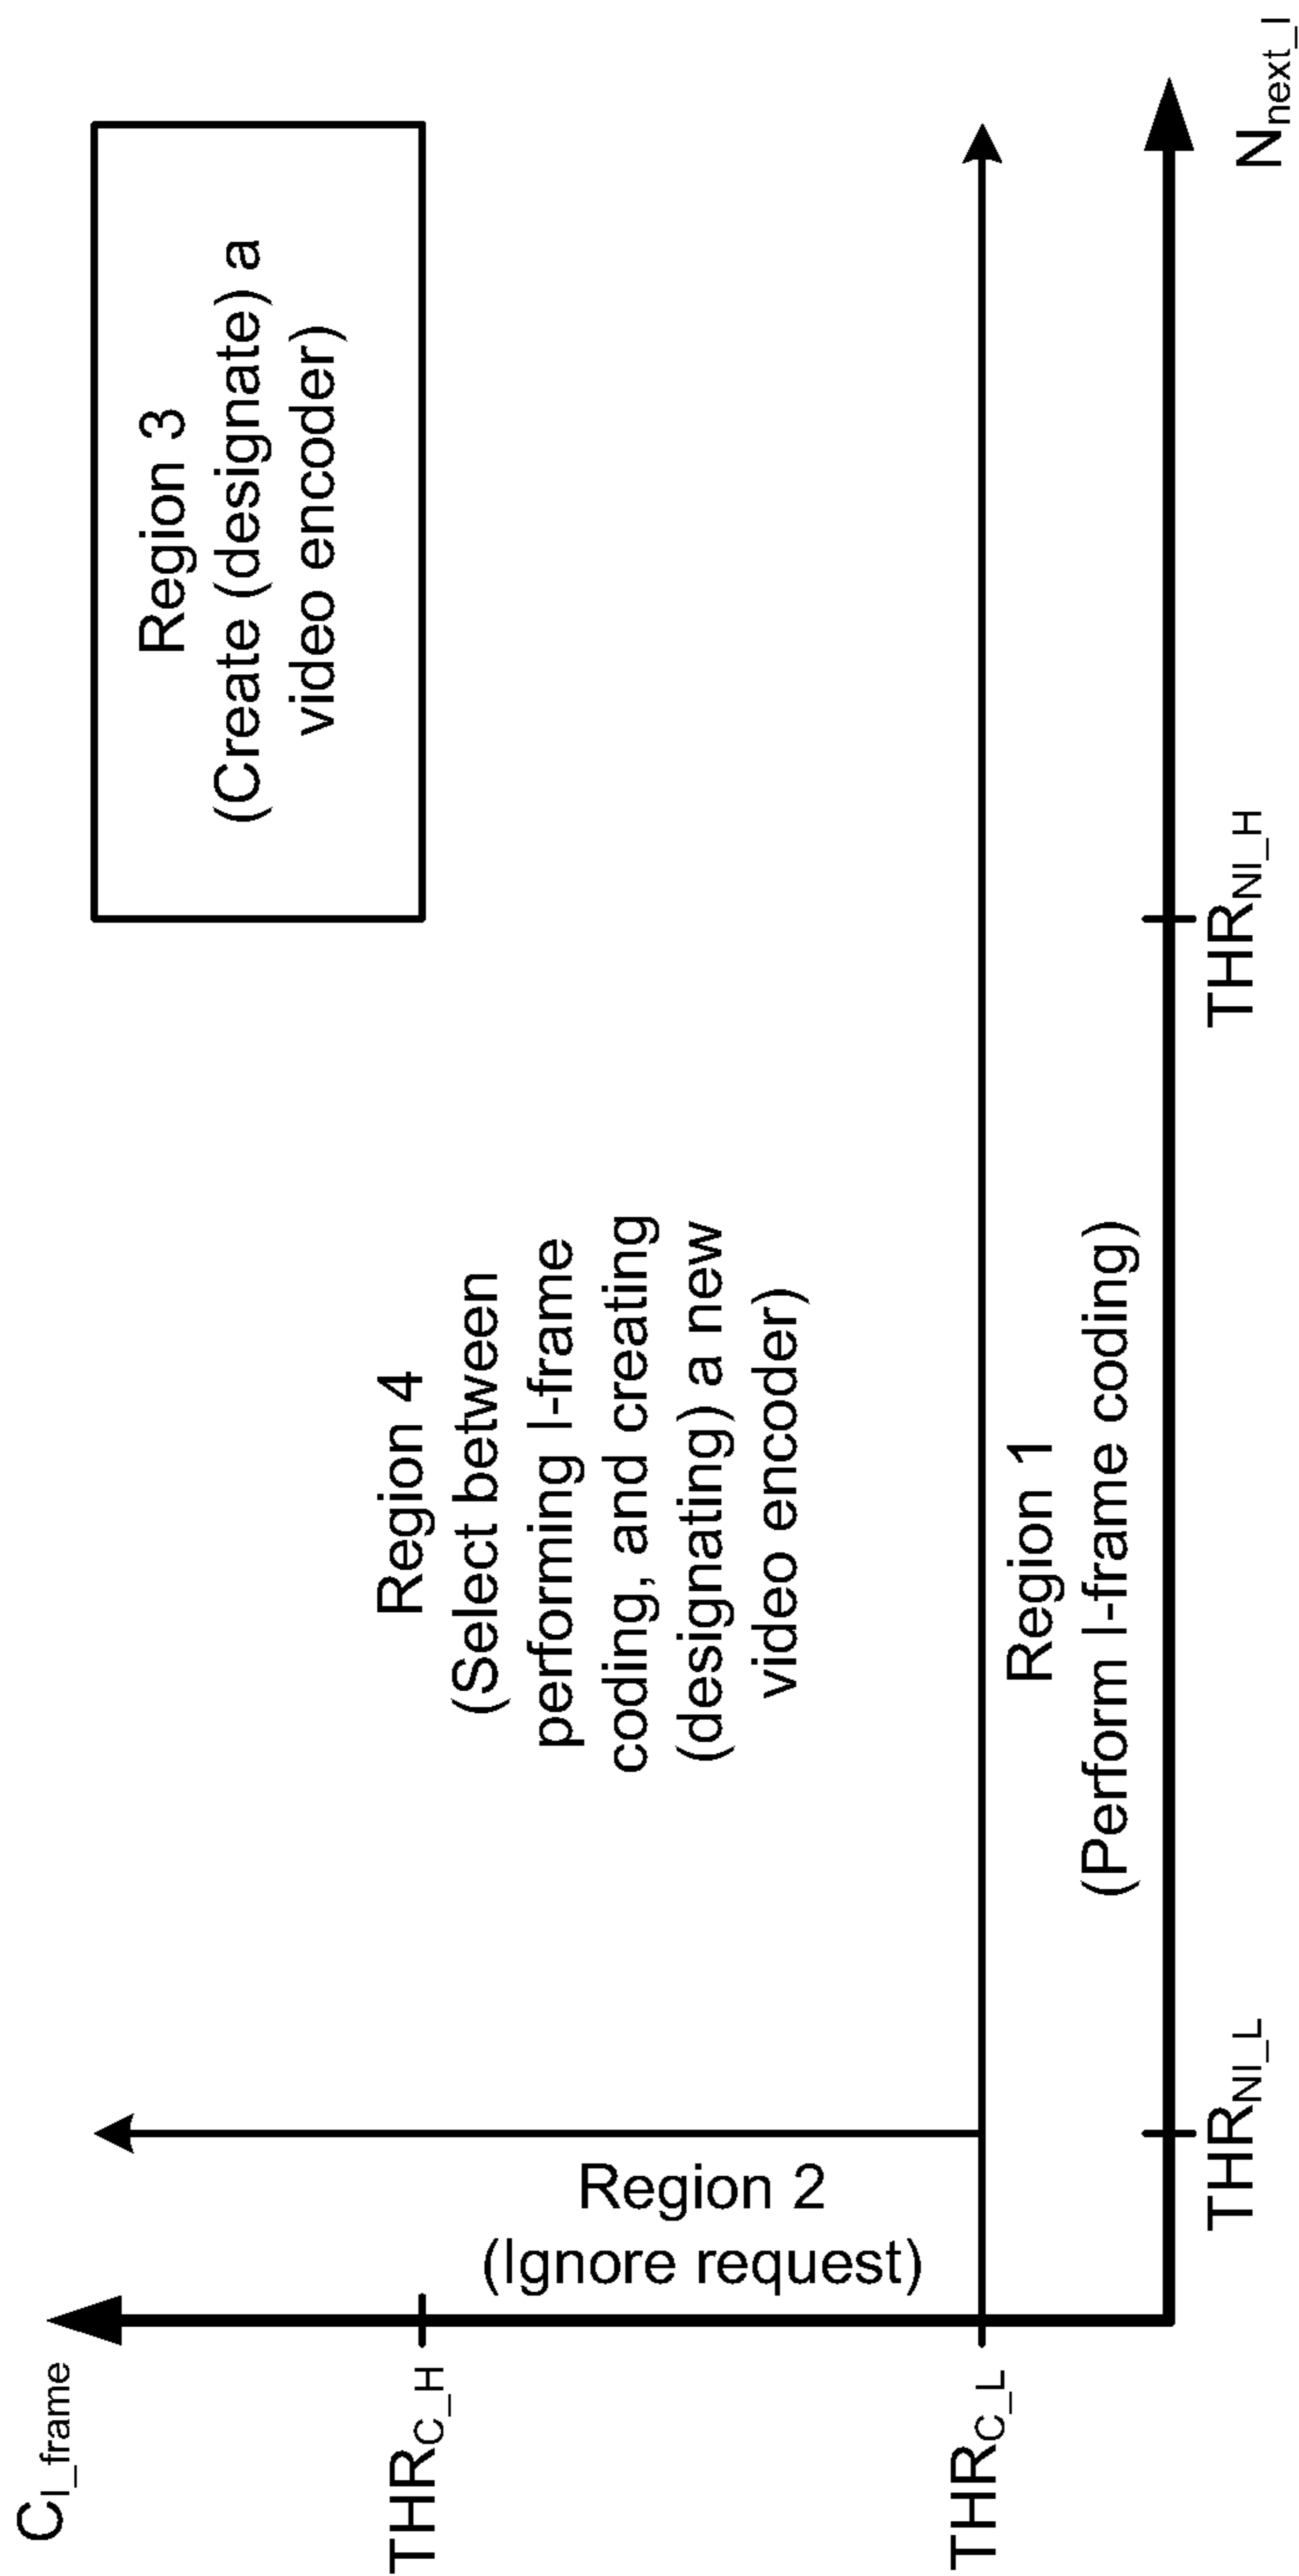 C_I_frame
THR_C_H
THR_C_L
Region 3
(Create (designate) a
video encoder)
Region 4
(Select between
performing I-frame
coding, and creating
(designating) a new
video encoder)
Region 2
(Ignore request)
Region 1
(Perform I-frame coding)
THR_NI_L
THR_NI_H
N_next_I